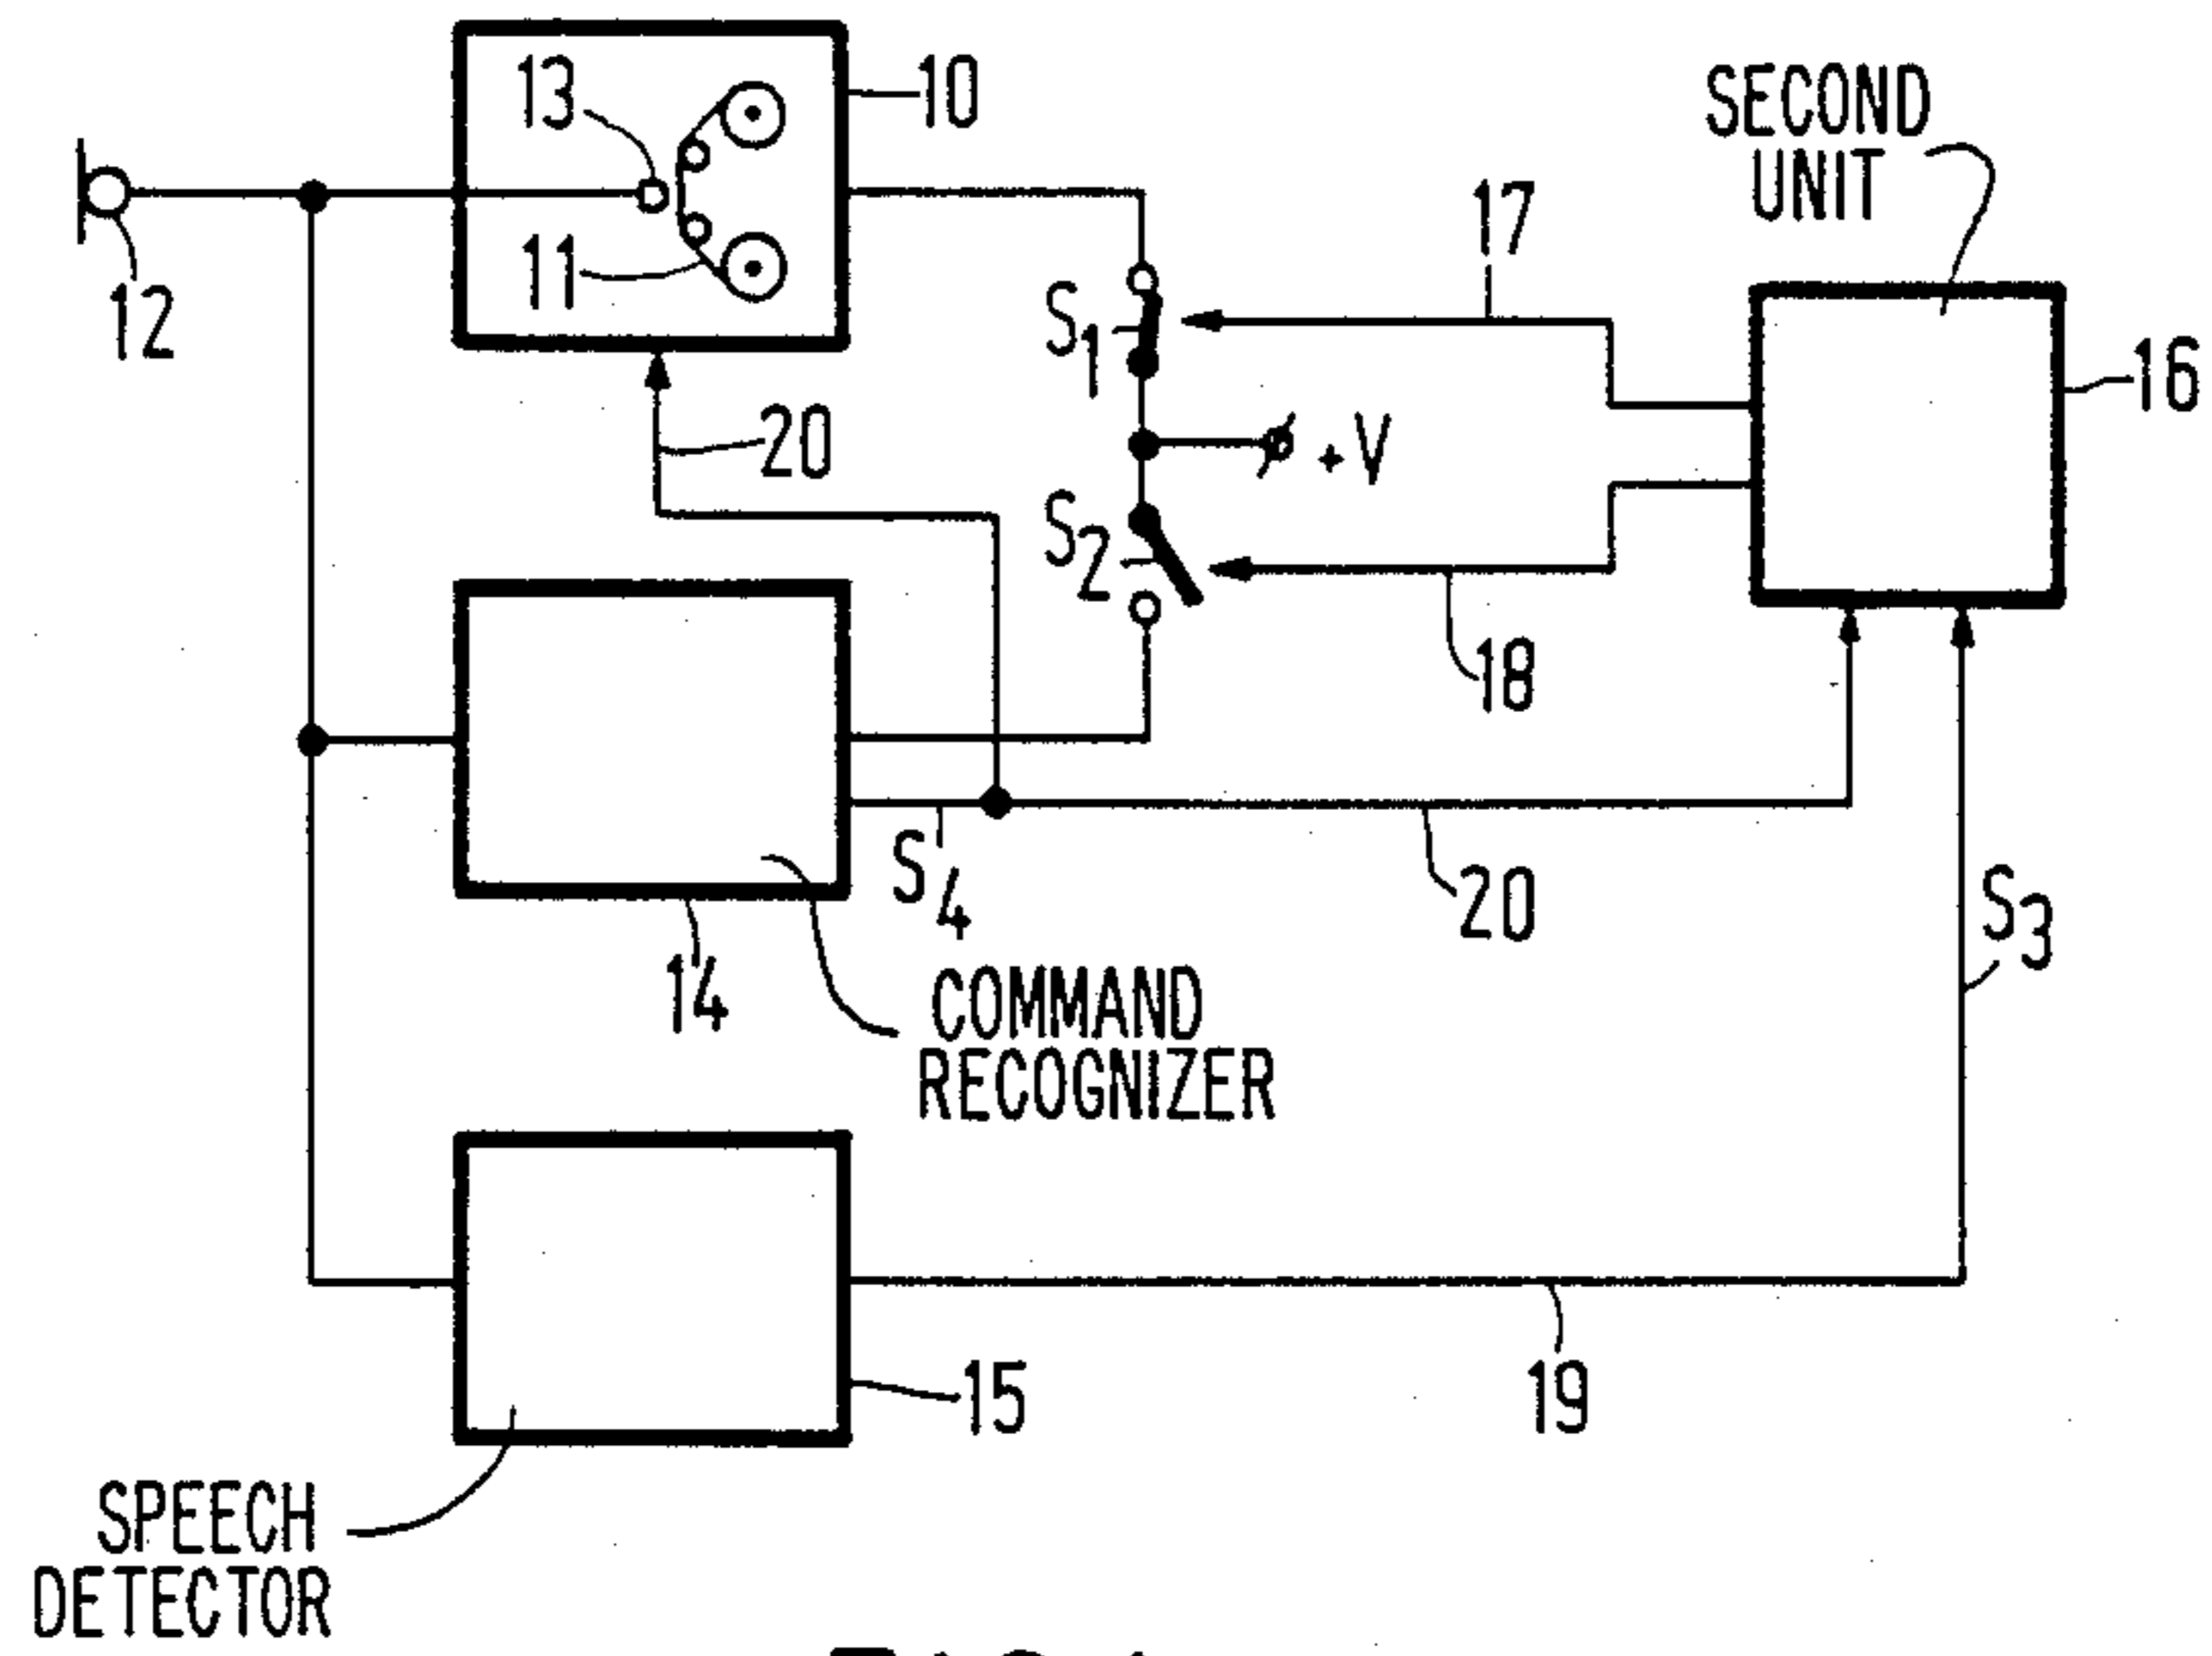 13
10
SECOND
UNIT
12
11
17
S1
16
20
+V
S2
18
S4
20
S3
14
COMMAND
RECOGNIZER
15
19
SPEECH
DETECTOR